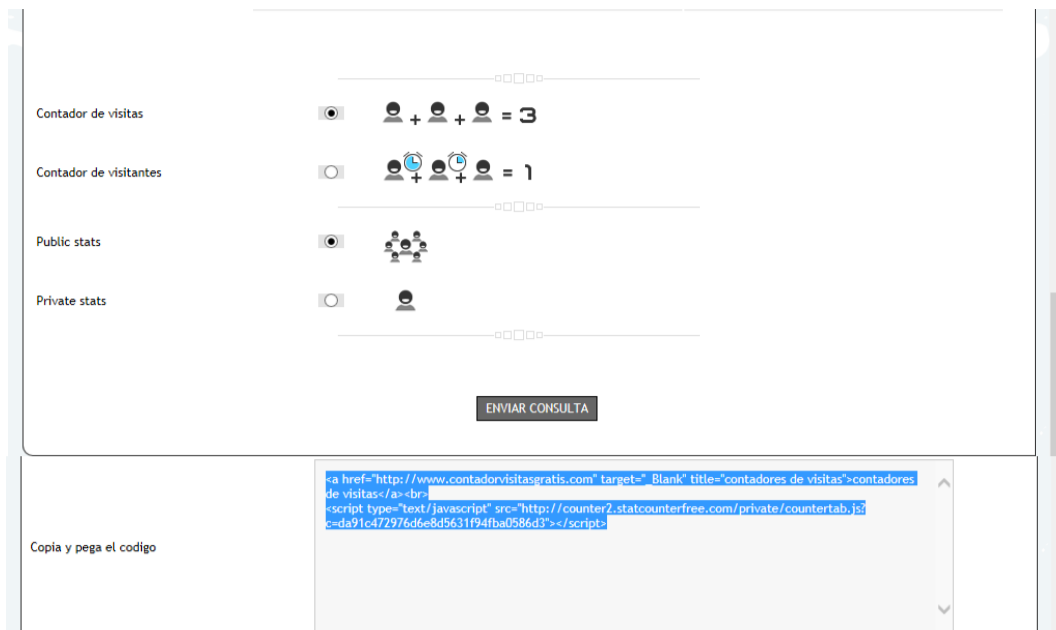 Contador de visitas
+ + = 3
Contador de visitantes
+ + = 1
Public stats
Private stats
ENVIAR CONSULTA
<a href="http://www.contadorvisitasgratis.com" target="_Blank" title="contadores de visitas">contadores
de visitas</a><br>
<script type="text/javascript" src="http://counter2.statcounterfree.com/private/countertab.js?
c=da91c472976d6e8d5631f94fba0586d3"></script>
Copia y pega el codigo